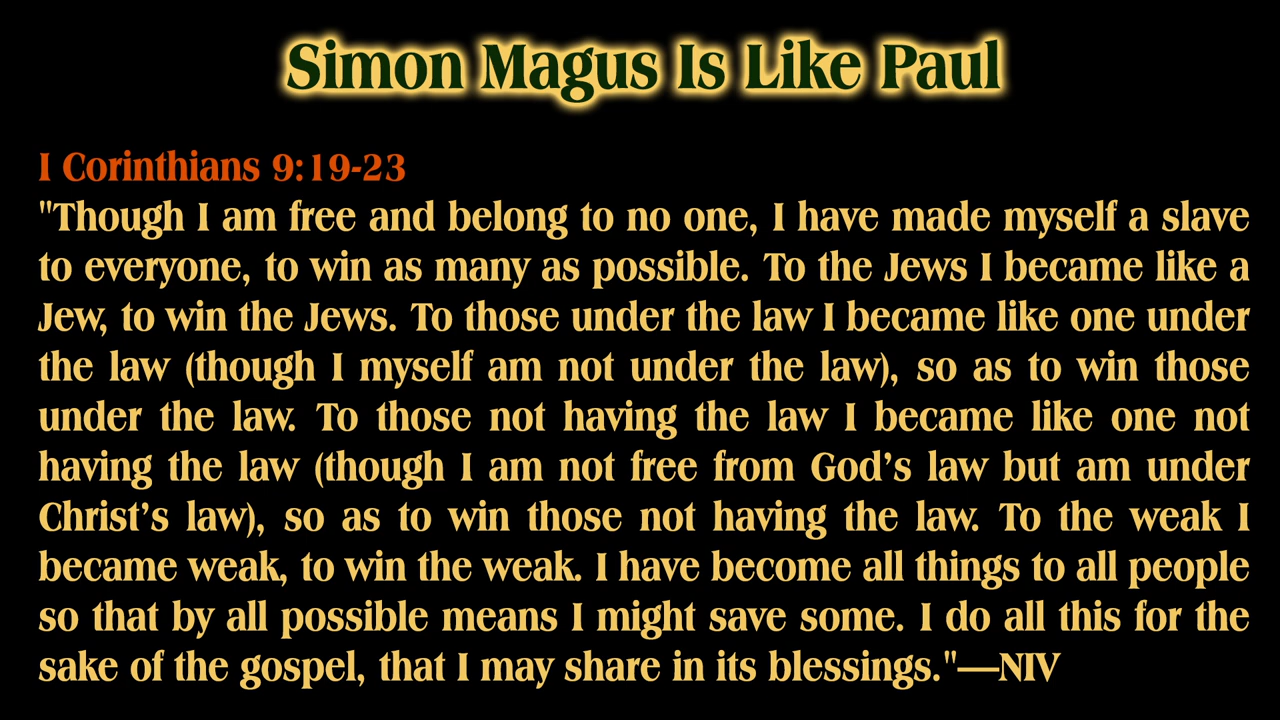 Simon Magus Is Like Paul
I Corinthians 9:19-23
"Though I am free and belong to no one, I have made myself a slave
to everyone, to win as many as possible. To the Jews I became like a
Jew, to win the Jews. To those under the law I became like one under
the law (though I myself am not under the law), so as to win those
under the law. To those not having the law I became like one not
having the law (though I am not free from God’s law but am under
Christ’s law), so as to win those not having the law. To the weak I
became weak, to win the weak. I have become all things to all people
so that by all possible means I might save some. I do all this for the
sake of the gospel, that I may share in its blessings."—NIV